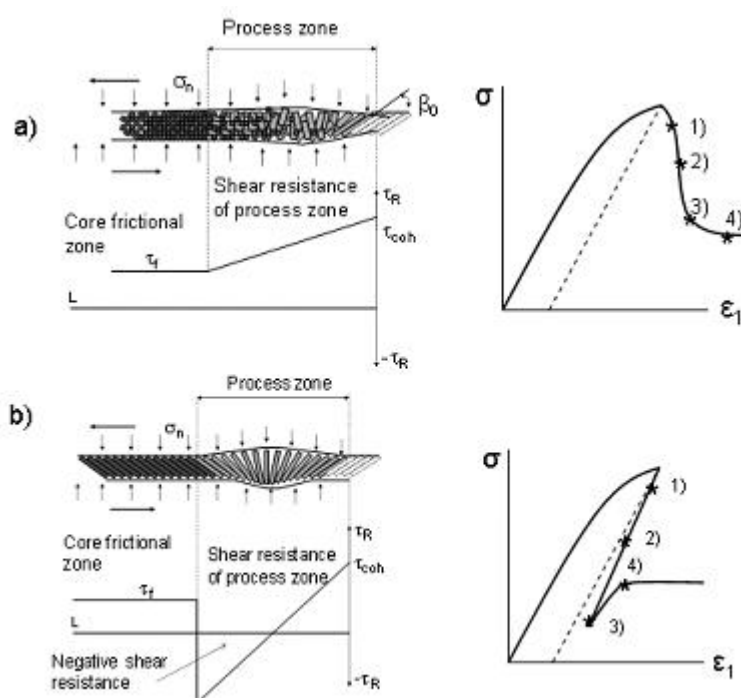 Process zone
σn
a)
β0
Shear resistance
of process zone
Core frictional
zone
τR
τcoh
τf
L
-τR
σ
1)
2)
3)
4)
ε1
Process zone
b)
σn
Core frictional
zone
Shear resistance
of process zone
τR
τcoh
τf
L
Negative shear
resistance
-τR
σ
1)
2)
4)
3)
ε1